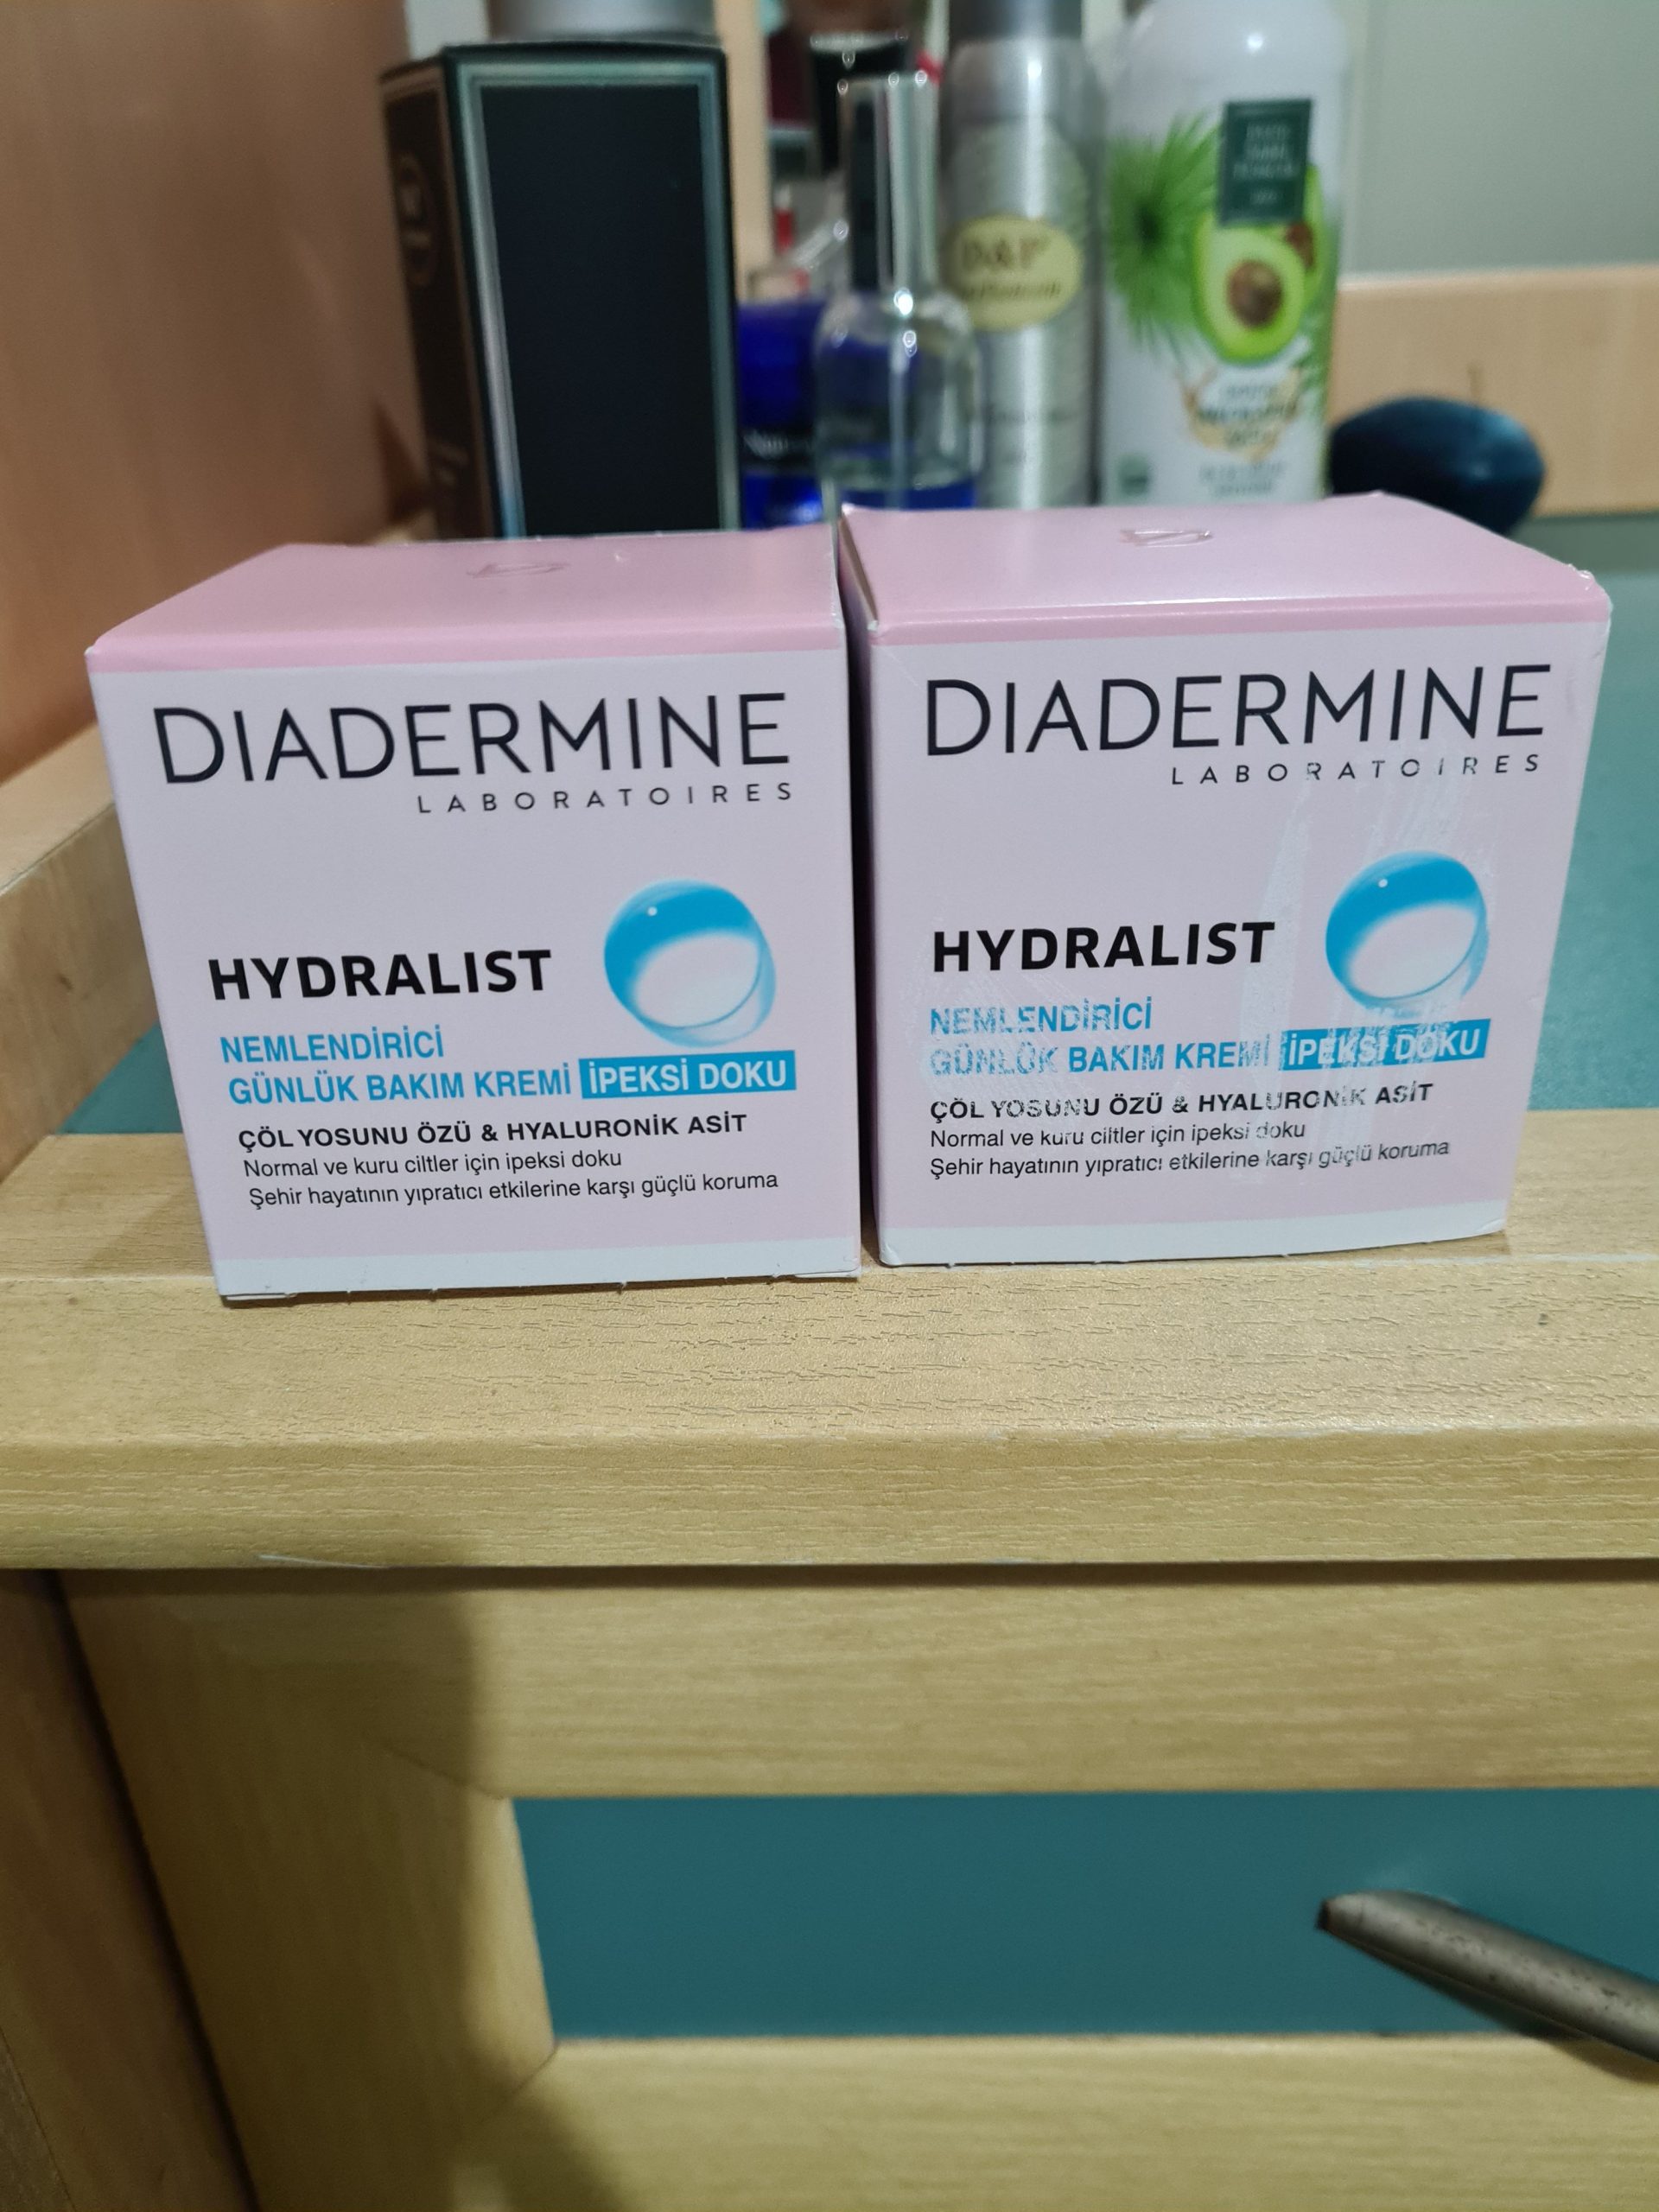 D&P
DIADERMINE
LABORATOIRES
HYDRALIST
NEMLENDİRİCİ
GÜNLÜK BAKIM KREMİ İPEKSİ DOKU
ÇÖL YOSUNU ÖZÜ & HYALURONİK ASİT
Normal ve kuru ciltler için ipeksi doku
Şehir hayatının yıpratıcı etkilerine karşı güçlü koruma
DIADERMINE
LABORATOIRES
HYDRALIST
NEMLENDİRİCİ
GÜNLÜK BAKIM KREMİ İPEKSİ DOKU
ÇÖL YOSUNU ÖZÜ & HYALURONİK ASİT
Normal ve kuru ciltler için ipeksi doku
Şehir hayatının yıpratıcı etkilerine karşı güçlü koruma